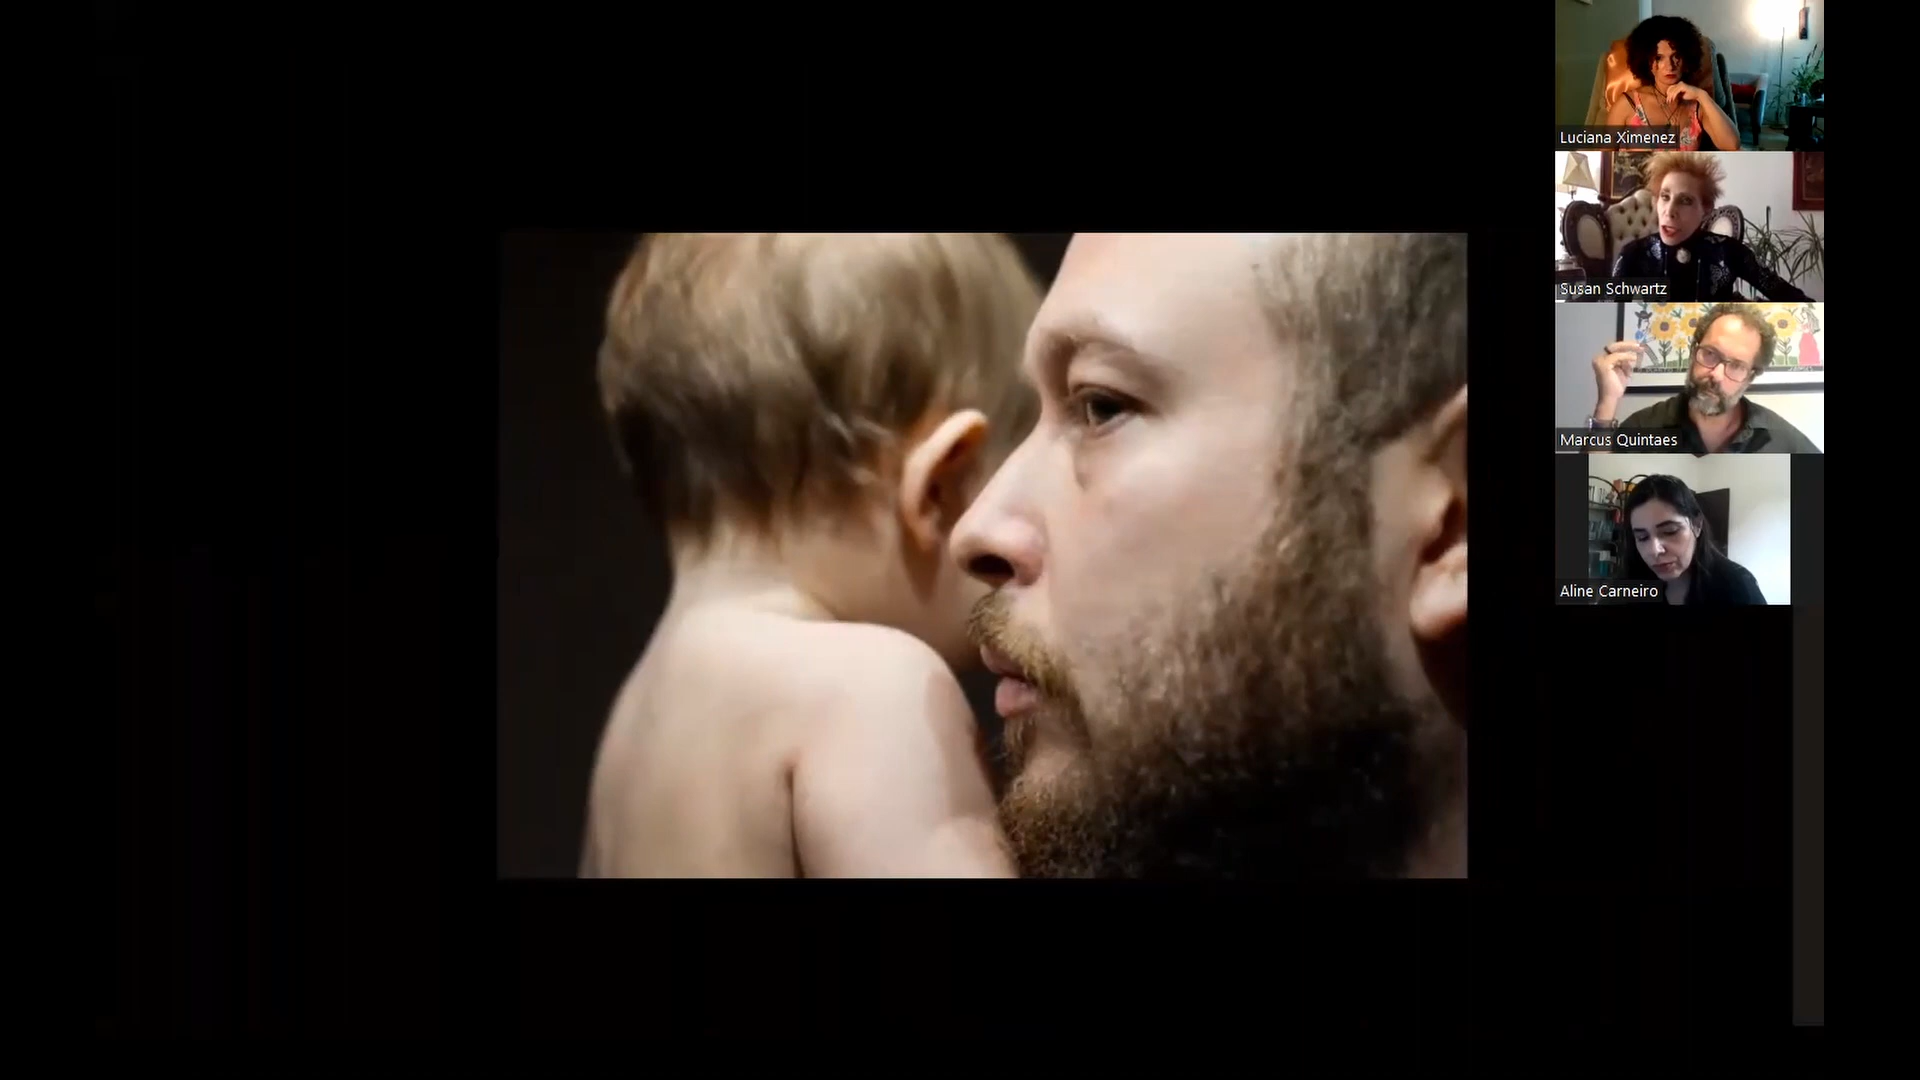 Luciana Ximenez
Susan Schwartz
Marcus Quintaes
Aline Carneiro